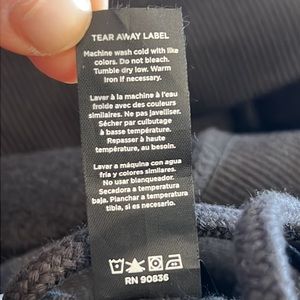 TEAR AWAY LABEL
Machine wash cold with like
colors. Do not bleach.
Tumble dry low. Warm
Iron if necessary.
Laver à la machine à l'eau
froide avec des couleurs
similaires. Ne pas javelliser.
Sécher par culbutage
à basse température.
Repasser à haute
température, au besoin.
Lavar a máquina con agua
fría y colores similares.
No usar blanqueador.
Secadora a temperatura
baja. Planchar a temperatura
tibia, si es necesario.
RN 90836